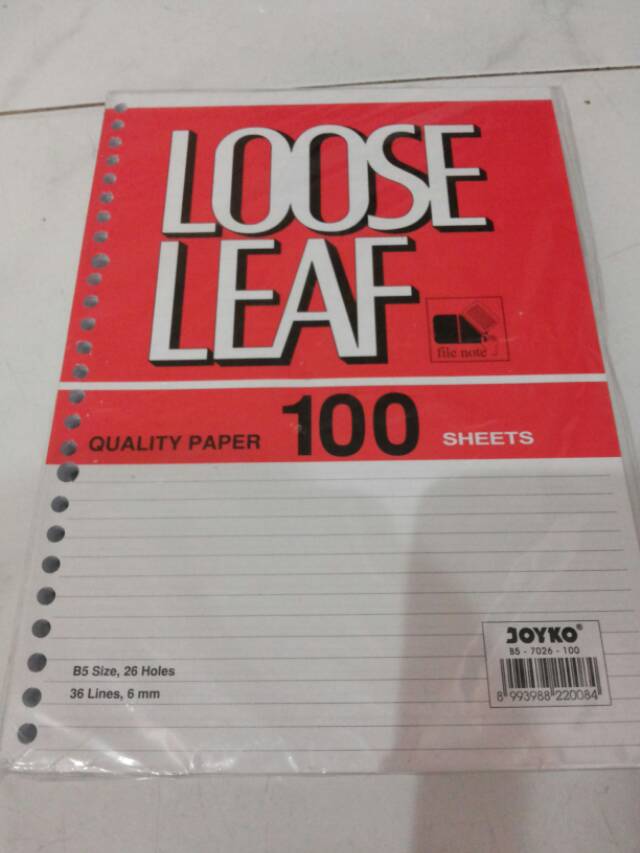 LOOSE
LEAF
file note
QUALITY PAPER 100 SHEETS
B5 Size, 26 Holes
36 Lines, 6 mm
JOYKO®
B5 - 7026 - 100
8 993988 220084